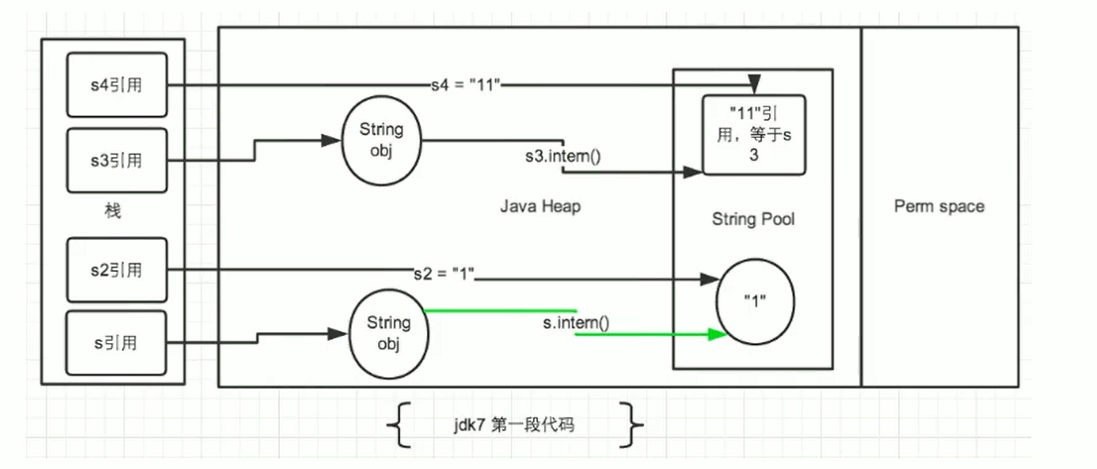 s4引用
s4 = "11"
"11"引
用，等于s
3
String
obj
s3引用
s3.intern()
栈
Java Heap
String Pool
Perm space
s2引用
s2 = "1"
"1"
String
obj
s.intern()
s引用
jdk7 第一段代码